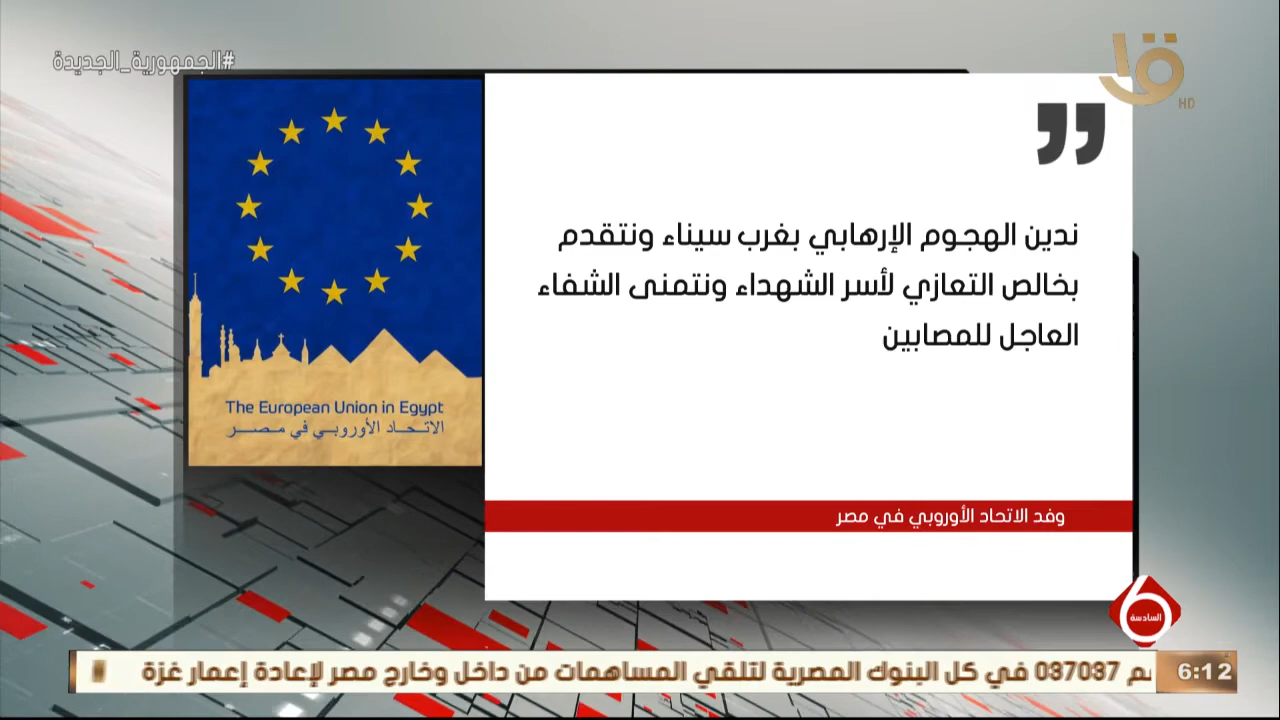 #الجمهورية_الجديدة
HD
ندين الهجوم الإرهابي بغرب سيناء ونتقدم
بخالص التعازي لأسر الشهداء ونتمنى الشفاء
العاجل للمصابين
The European Union in Egypt
الاتحاد الأوروبي في مصر
وفد الاتحاد الأوروبي في مصر
6
السادسة
037037 في كل البنوك المصرية لتلقي المساهمات من داخل وخارج مصر لإعادة إعمار غزة
6:12